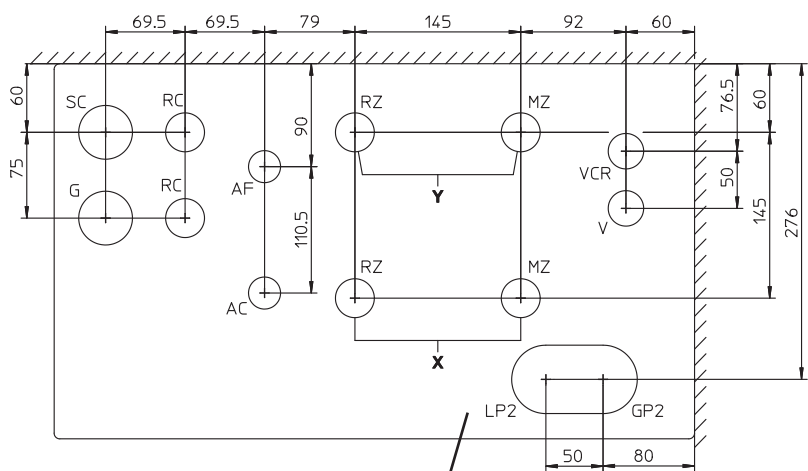 69.5 69.5 79 145 92 60
60 75
SC RC RZ MZ
90
76.5 60
G RC AF
Y
VCR
V
50
110.5
145
276
AC RZ MZ
X
LP2 GP2
50 80